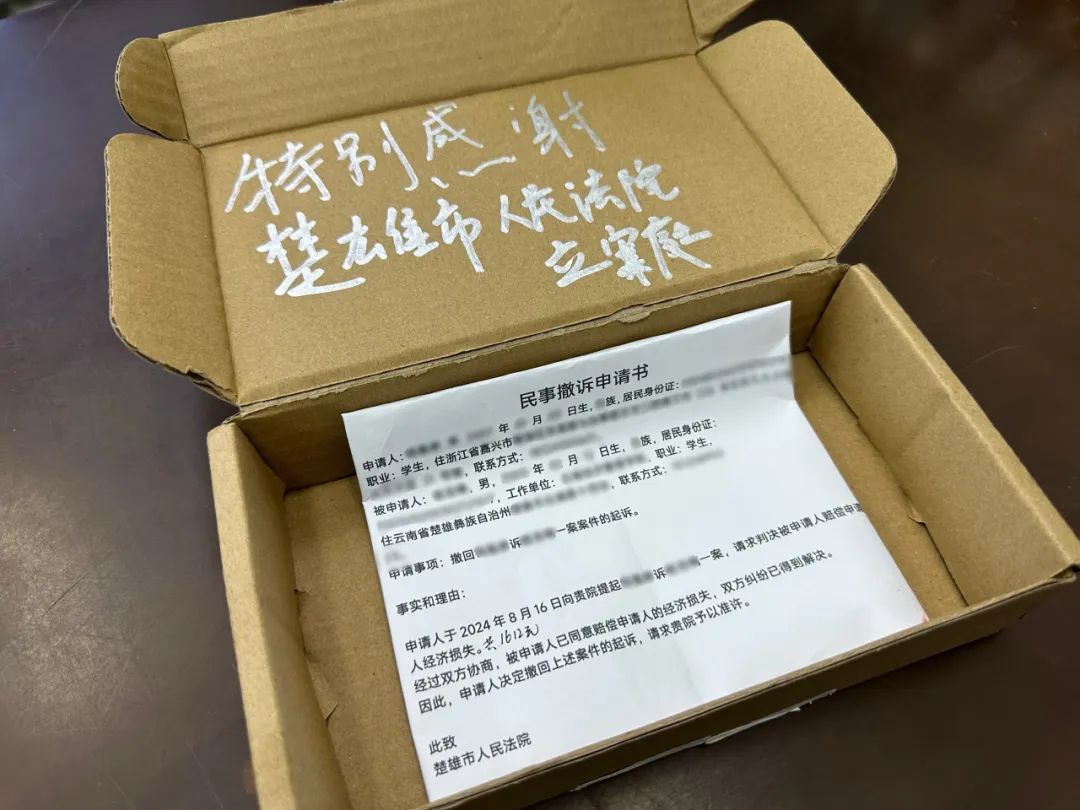 特别感谢
楚雄市人民法院
立案庭
民事撤诉申请书
申请人： 年 月 日生，族，居民身份证：
职业：学生，住浙江省嘉兴市
，联系方式：
被申请人： ，男， 年 月 日生，族，居民身份证：
，工作单位： 职业：学生，
住云南省楚雄彝族自治州 ，联系方式：
申请事项：撤回 诉 一案案件的起诉。
事实和理由：
申请人于2024年8月16日向贵院提起 诉 一案，请求判决被申请人赔偿申请
人经济损失。共1612元
经过双方协商，被申请人已同意赔偿申请人的经济损失，双方纠纷已得到解决。
因此，申请人决定撤回上述案件的起诉，请求贵院予以准许。
此致
楚雄市人民法院